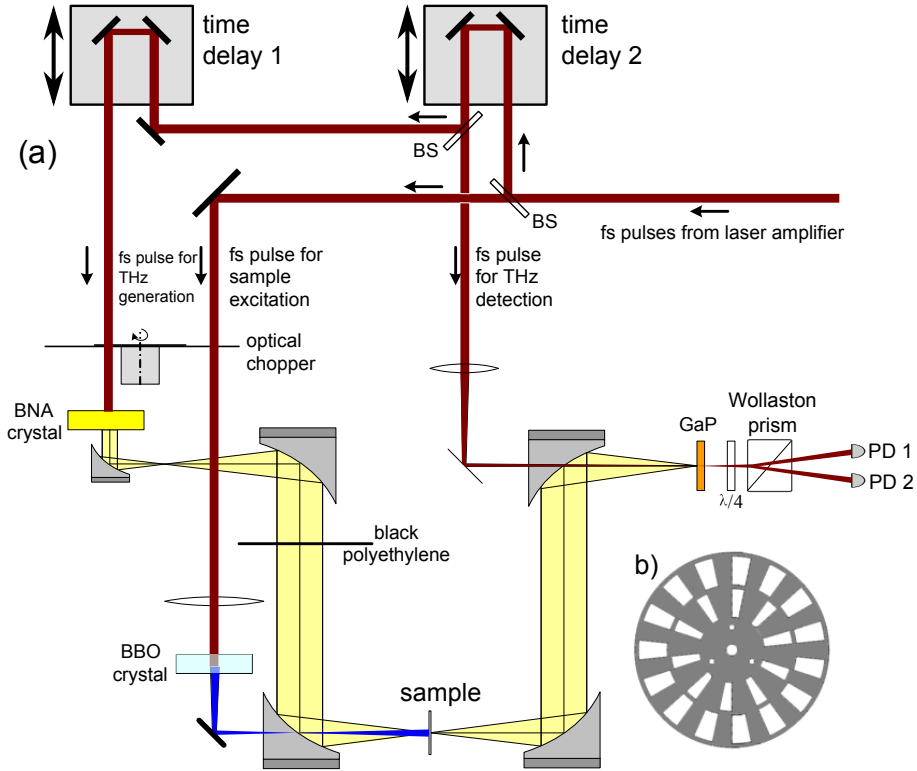 time
delay 1
time
delay 2
(a)
BS
BS
fs pulses from laser amplifier
fs pulse for
THz
generation
fs pulse for
sample
excitation
fs pulse
for THz
detection
optical
chopper
BNA
crystal
GaP
Wollaston
prism
PD 1
PD 2
λ/4
black
polyethylene
b)
BBO
crystal
sample